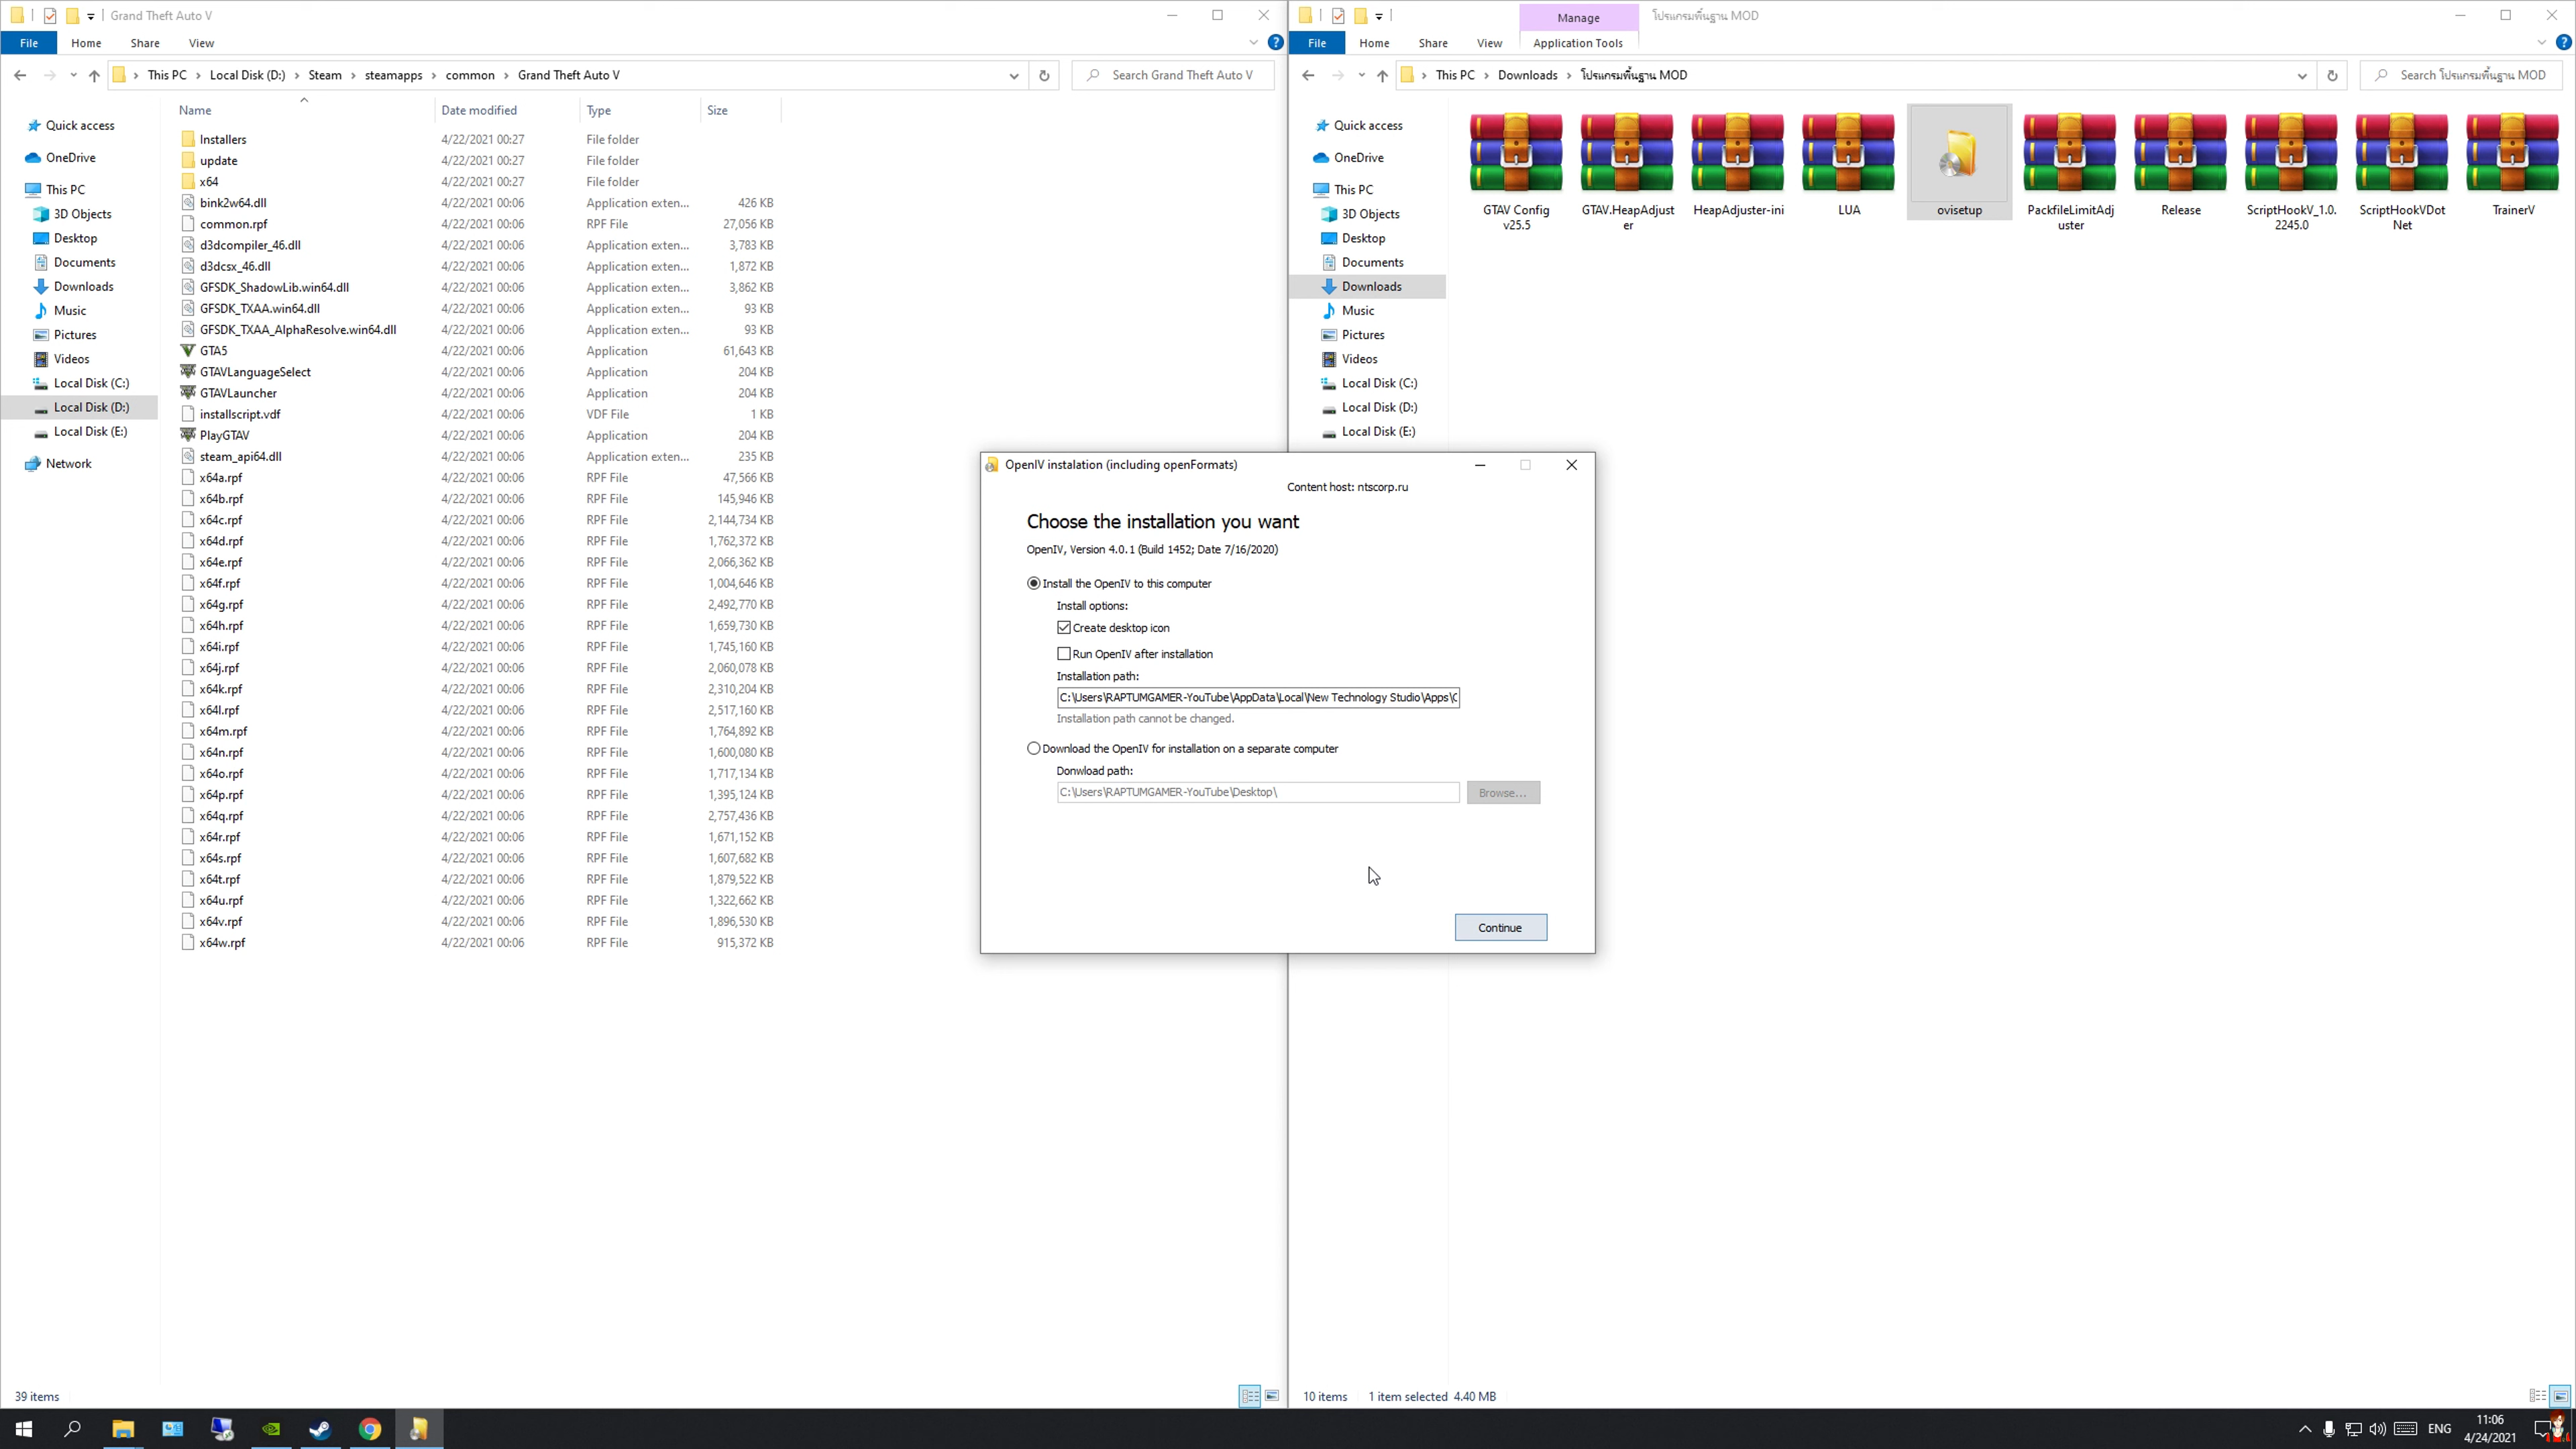 Grand Theft Auto V
File Home Share View
This PC Local Disk (D:) Steam steamapps common Grand Theft Auto V
Search Grand Theft Auto V
Quick access
OneDrive
This PC
3D Objects
Desktop
Documents
Downloads
Music
Pictures
Videos
Local Disk (C:)
Local Disk (D:)
Local Disk (E:)
Network
Name Date modified Type Size
Installers 4/22/2021 00:27 File folder
update 4/22/2021 00:27 File folder
x64 4/22/2021 00:27 File folder
bink2w64.dll 4/22/2021 00:06 Application exten... 426 KB
common.rpf 4/22/2021 00:06 RPF File 27,056 KB
d3dcompiler_46.dll 4/22/2021 00:06 Application exten... 3,783 KB
d3dcsx_46.dll 4/22/2021 00:06 Application exten... 1,872 KB
GFSDK_ShadowLib.win64.dll 4/22/2021 00:06 Application exten... 3,862 KB
GFSDK_TXAA.win64.dll 4/22/2021 00:06 Application exten... 93 KB
GFSDK_TXAA_AlphaResolve.win64.dll 4/22/2021 00:06 Application exten... 93 KB
GTA5 4/22/2021 00:06 Application 61,643 KB
GTAVLanguageSelect 4/22/2021 00:06 Application 204 KB
GTAVLauncher 4/22/2021 00:06 Application 204 KB
installscript.vdf 4/22/2021 00:06 VDF File 1 KB
PlayGTAV 4/22/2021 00:06 Application 204 KB
steam_api64.dll 4/22/2021 00:06 Application exten... 235 KB
x64a.rpf 4/22/2021 00:06 RPF File 47,566 KB
x64b.rpf 4/22/2021 00:06 RPF File 145,946 KB
x64c.rpf 4/22/2021 00:06 RPF File 2,144,734 KB
x64d.rpf 4/22/2021 00:06 RPF File 1,762,372 KB
x64e.rpf 4/22/2021 00:06 RPF File 2,066,362 KB
x64f.rpf 4/22/2021 00:06 RPF File 1,004,646 KB
x64g.rpf 4/22/2021 00:06 RPF File 2,492,770 KB
x64h.rpf 4/22/2021 00:06 RPF File 1,659,730 KB
x64i.rpf 4/22/2021 00:06 RPF File 1,745,160 KB
x64j.rpf 4/22/2021 00:06 RPF File 2,060,078 KB
x64k.rpf 4/22/2021 00:06 RPF File 2,310,204 KB
x64l.rpf 4/22/2021 00:06 RPF File 2,517,160 KB
x64m.rpf 4/22/2021 00:06 RPF File 1,764,892 KB
x64n.rpf 4/22/2021 00:06 RPF File 1,600,080 KB
x64o.rpf 4/22/2021 00:06 RPF File 1,717,134 KB
x64p.rpf 4/22/2021 00:06 RPF File 1,395,124 KB
x64q.rpf 4/22/2021 00:06 RPF File 2,757,436 KB
x64r.rpf 4/22/2021 00:06 RPF File 1,671,152 KB
x64s.rpf 4/22/2021 00:06 RPF File 1,607,682 KB
x64t.rpf 4/22/2021 00:06 RPF File 1,879,522 KB
x64u.rpf 4/22/2021 00:06 RPF File 1,322,662 KB
x64v.rpf 4/22/2021 00:06 RPF File 1,896,530 KB
x64w.rpf 4/22/2021 00:06 RPF File 915,372 KB
39 items
Manage โปรแกรมพื้นฐาน MOD
File Home Share View Application Tools
This PC Downloads โปรแกรมพื้นฐาน MOD
Search โปรแกรมพื้นฐาน MOD
Quick access
OneDrive
This PC
3D Objects
Desktop
Documents
Downloads
Music
Pictures
Videos
Local Disk (C:)
Local Disk (D:)
Local Disk (E:)
GTAV Config v25.5
GTAV.HeapAdjuster
HeapAdjuster-ini
LUA
ovisetup
PackfileLimitAdjuster
Release
ScriptHookV_1.0.2245.0
ScriptHookVDotNet
TrainerV
10 items 1 item selected 4.40 MB
OpenIV instalation (including openFormats)
Content host: ntscorp.ru
Choose the installation you want
OpenIV, Version 4.0.1 (Build 1452; Date 7/16/2020)
Install the OpenIV to this computer
Install options:
Create desktop icon
Run OpenIV after installation
Installation path:
C:\Users\RAPTUMGAMER-YouTube\AppData\Local\New Technology Studio\Apps\
Installation path cannot be changed.
Download the OpenIV for installation on a separate computer
Donwload path:
C:\Users\RAPTUMGAMER-YouTube\Desktop\
Browse...
Continue
ENG
11:06
4/24/2021